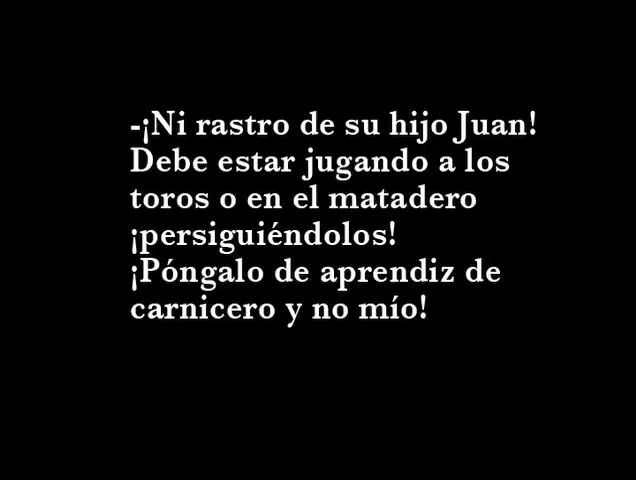 -¡Ni rastro de su hijo Juan!
Debe estar jugando a los
toros o en el matadero
¡persiguiéndolos!
¡Póngalo de aprendiz de
carnicero y no mío!